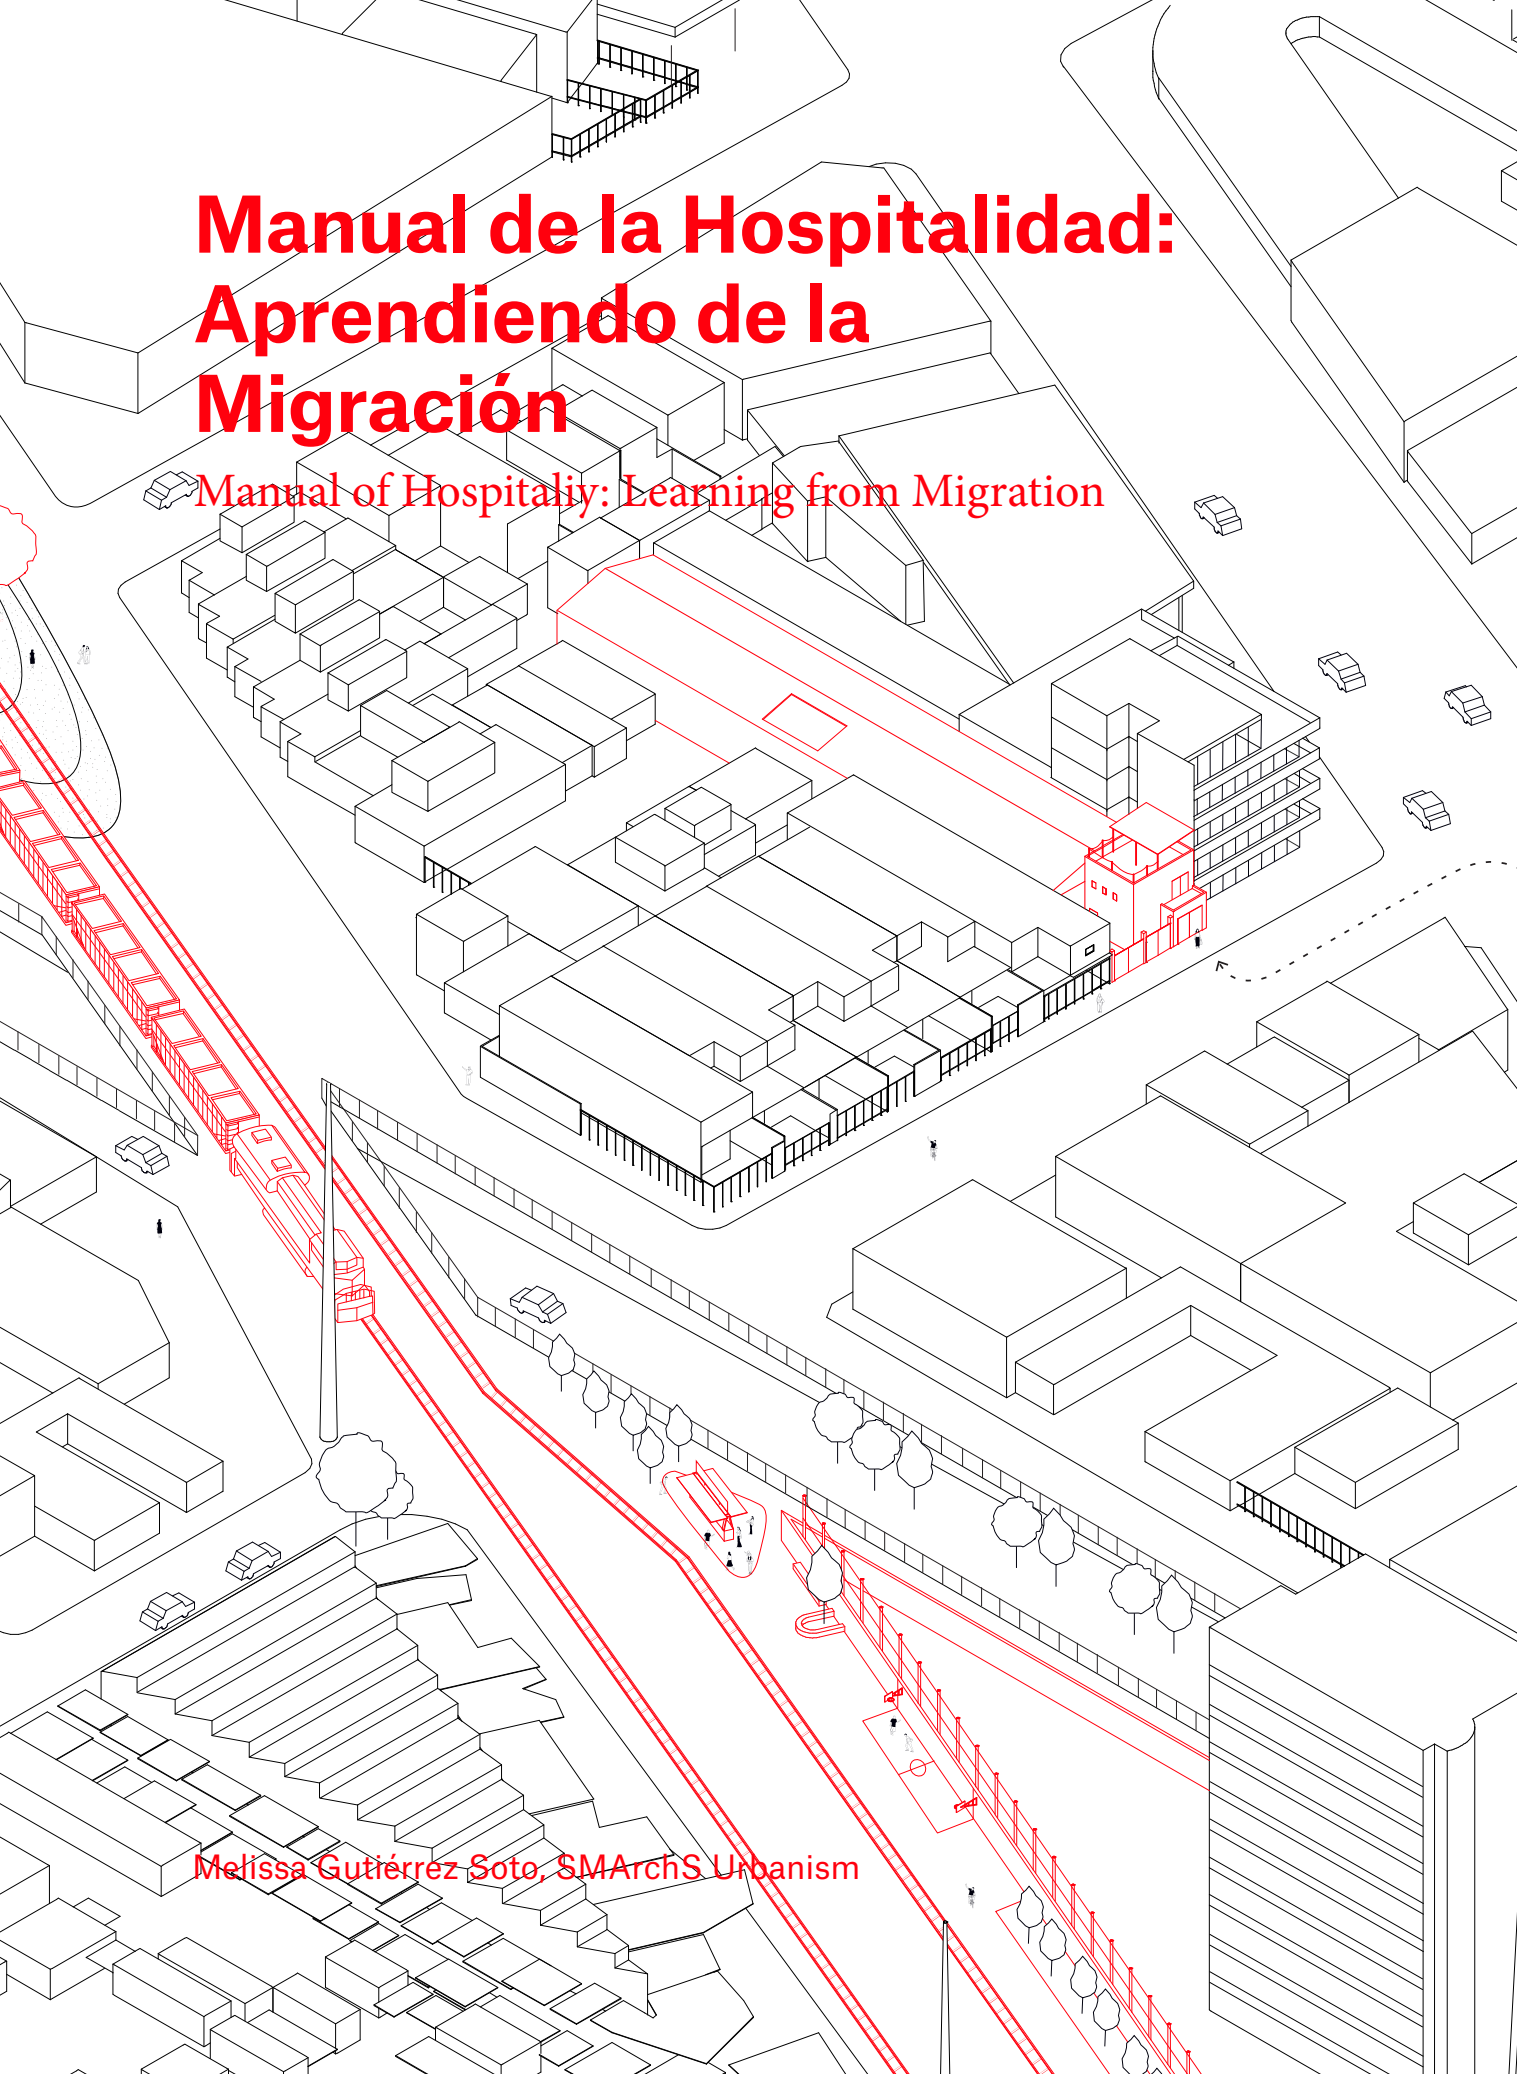 Manual de la Hospitalidad:
Aprendiendo de la
Migración
Manual of Hospitaliy: Learning from Migration
Melissa Gutiérrez Soto, SMArchS Urbanism